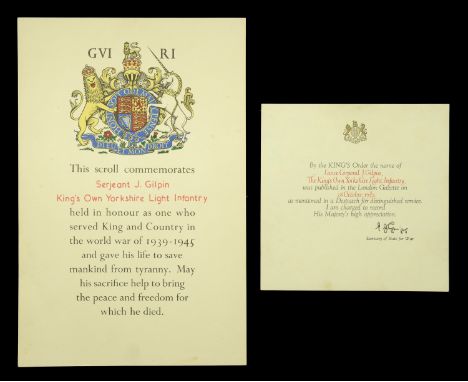 GVI RI
DIEU ET MON DROIT
This scroll commemorates
Serjeant J. Gilpin
King's Own Yorkshire Light Infantry
held in honour as one who
served King and Country in
the world war of 1939-1945
and gave his life to save
mankind from tyranny. May
his sacrifice help to bring
the peace and freedom for
which he died.
By the KING'S Order the name of
Lance Corporal J. Gilpin,
The King's Own Yorkshire Light Infantry,
was published in the London Gazette on
as mentioned in a Despatch for distinguished service.
I am charged to record
His Majesty's high appreciation.
Secretary of State for War